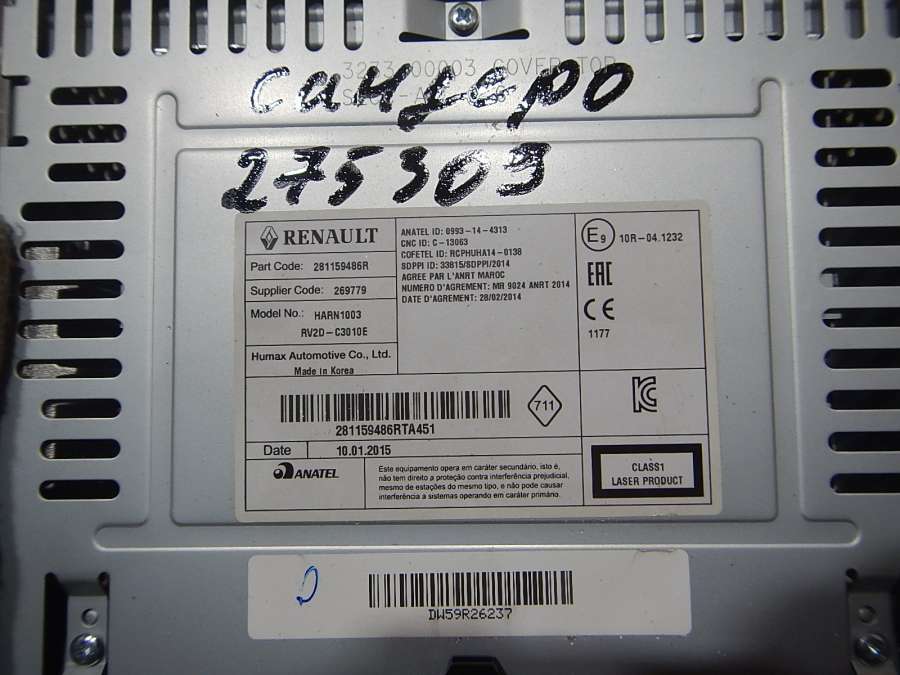 COVER TOP
сандеро
275303
RENAULT
Part Code: 281159486R
Supplier Code: 269779
Model No.: HARN1003
RV2D-C3010E
Humax Automotive Co., Ltd.
Made in Korea
ANATEL ID: 0993-14-4313
CNC ID: C-13063
COFETEL ID: RCPHUHA14-0138
SDPPI ID: 33815/SDPPI/2014
AGREE PAR L'ANRT MAROC
NUMERO D'AGREMENT: MR 9024 ANRT 2014
DATE D'AGREMENT: 28/02/2014
E9 10R-04.1232
EAC
CE
1177
281159486RTA451
711
KC
Date 10.01.2015
ANATEL
Este equipamento opera em caráter secundário, isto é,
não tem direito a proteção contra interferência prejudicial,
mesmo de estações do mesmo tipo, e não pode causar
interferência a sistemas operando em caráter primário.
CLASS1
LASER PRODUCT
D
DW59R26237